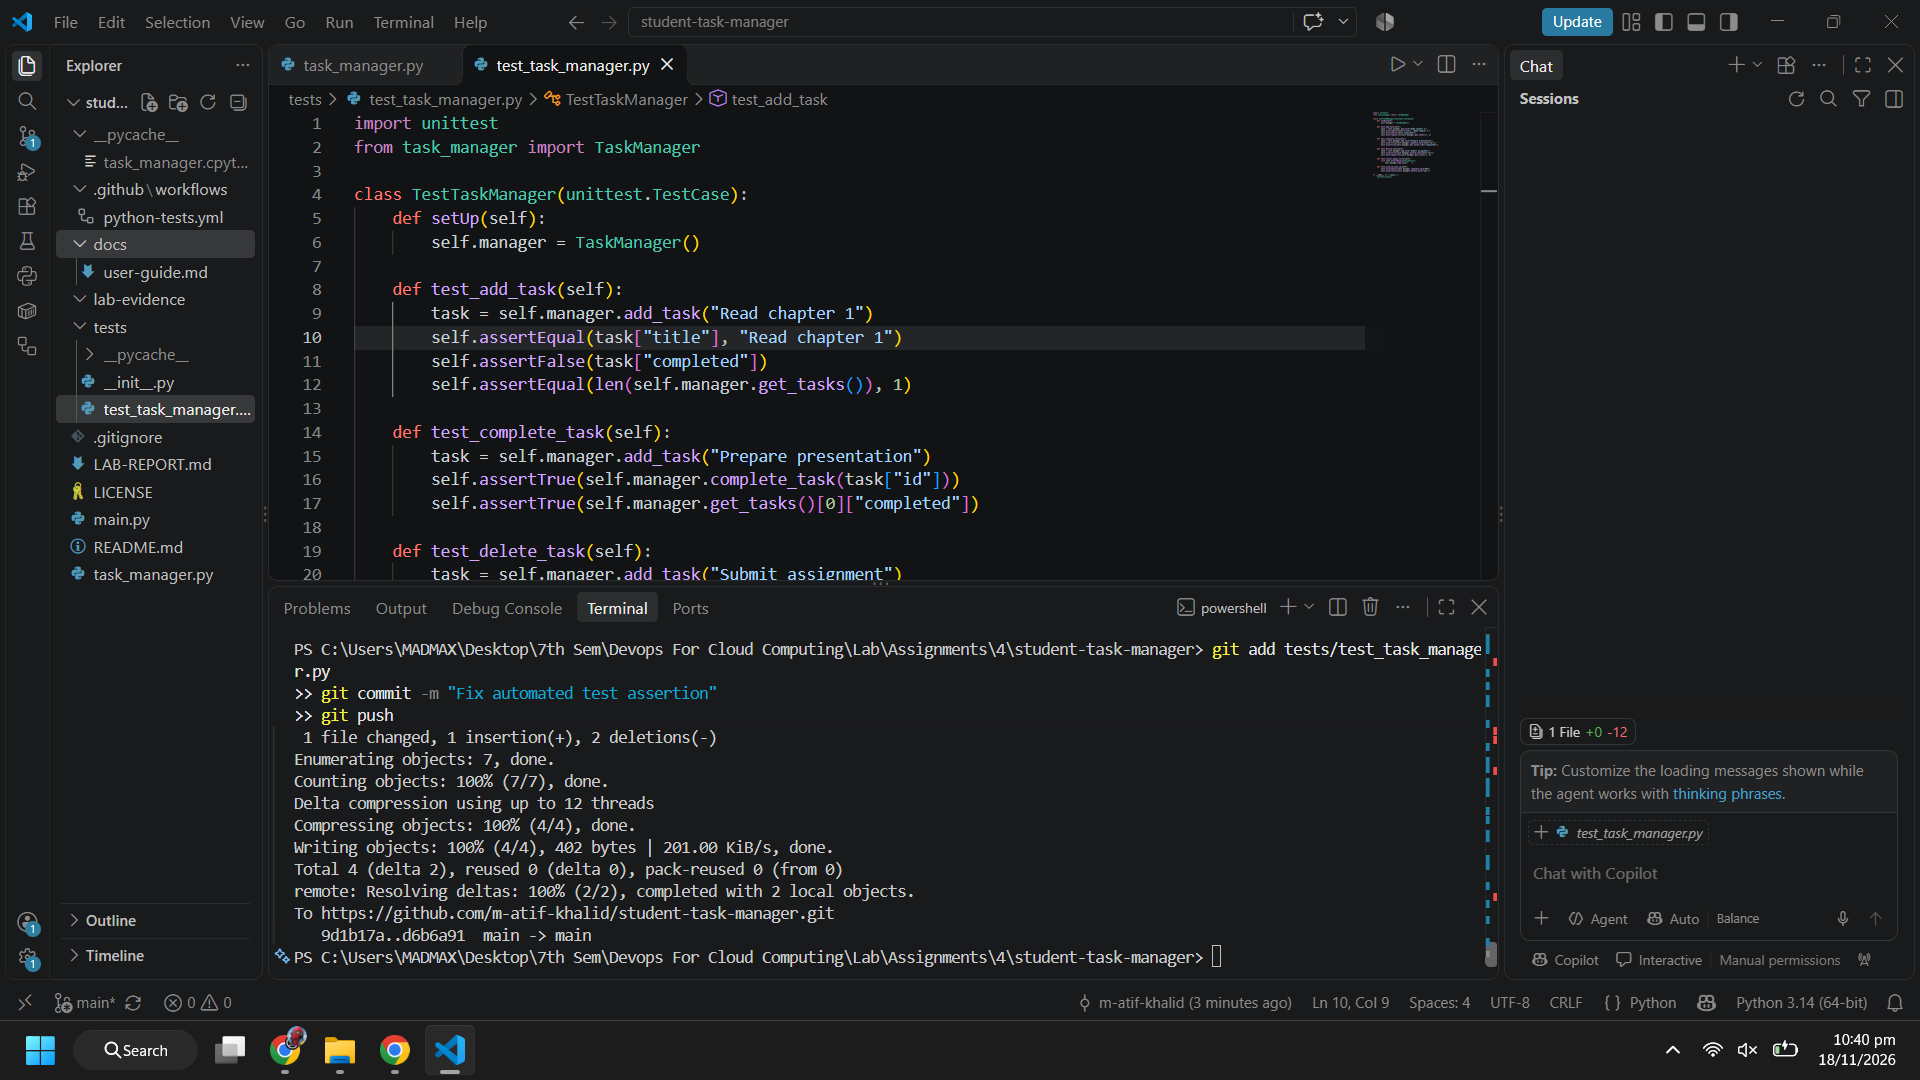 File Edit Selection View Go Run Terminal Help
student-task-manager
Update
Explorer
stud...
__pycache__
task_manager.cpyt...
.github\workflows
python-tests.yml
docs
user-guide.md
lab-evidence
tests
__pycache__
__init__.py
test_task_manager....
.gitignore
LAB-REPORT.md
LICENSE
main.py
README.md
task_manager.py
Outline
Timeline
1
1
1
task_manager.py
test_task_manager.py
tests > test_task_manager.py > TestTaskManager > test_add_task
1 import unittest
2 from task_manager import TaskManager
3
4 class TestTaskManager(unittest.TestCase):
5 def setUp(self):
6 self.manager = TaskManager()
7
8 def test_add_task(self):
9 task = self.manager.add_task("Read chapter 1")
10 self.assertEqual(task["title"], "Read chapter 1")
11 self.assertFalse(task["completed"])
12 self.assertEqual(len(self.manager.get_tasks()), 1)
13
14 def test_complete_task(self):
15 task = self.manager.add_task("Prepare presentation")
16 self.assertTrue(self.manager.complete_task(task["id"]))
17 self.assertTrue(self.manager.get_tasks()[0]["completed"])
18
19 def test_delete_task(self):
20 task = self.manager.add_task("Submit assignment")
Problems Output Debug Console Terminal Ports
powershell
PS C:\Users\MADMAX\Desktop\7th Sem\Devops For Cloud Computing\Lab\Assignments\4\student-task-manager> git add tests/test_task_manage
r.py
>> git commit -m "Fix automated test assertion"
>> git push
1 file changed, 1 insertion(+), 2 deletions(-)
Enumerating objects: 7, done.
Counting objects: 100% (7/7), done.
Delta compression using up to 12 threads
Compressing objects: 100% (4/4), done.
Writing objects: 100% (4/4), 402 bytes | 201.00 KiB/s, done.
Total 4 (delta 2), reused 0 (delta 0), pack-reused 0 (from 0)
remote: Resolving deltas: 100% (2/2), completed with 2 local objects.
To https://github.com/m-atif-khalid/student-task-manager.git
9d1b17a..d6b6a91 main -> main
PS C:\Users\MADMAX\Desktop\7th Sem\Devops For Cloud Computing\Lab\Assignments\4\student-task-manager>
Chat
Sessions
1 File +0 -12
Tip: Customize the loading messages shown while
the agent works with thinking phrases.
test_task_manager.py
Chat with Copilot
Agent Auto Balance
Copilot Interactive Manual permissions
main* 0 0
m-atif-khalid (3 minutes ago) Ln 10, Col 9 Spaces: 4 UTF-8 CRLF {} Python Python 3.14 (64-bit)
Search
10:40 pm
18/11/2026